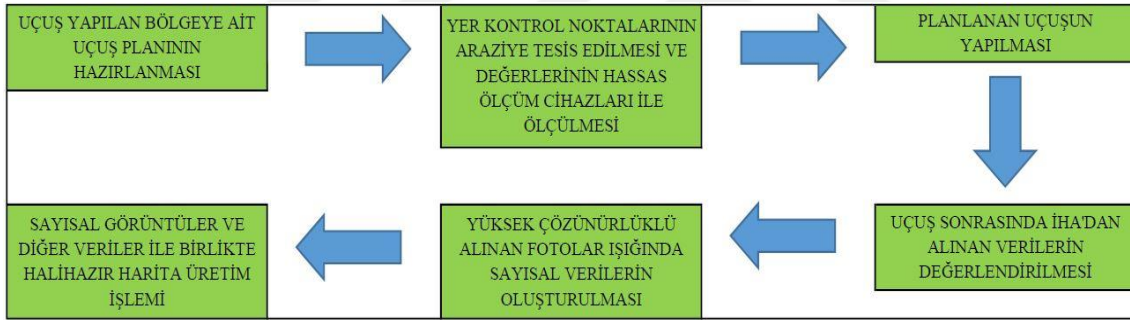 UÇUŞ YAPILAN BÖLGEYE AİT
UÇUŞ PLANININ
HAZIRLANMASI
YER KONTROL NOKTALARININ
ARAZİYE TESİS EDİLMESİ VE
DEĞERLERİNİN HASSAS
ÖLÇÜM CİHAZLARI İLE
ÖLÇÜLMESİ
PLANLANAN UÇUŞUN
YAPILMASI
UÇUŞ SONRASINDA İHA'DAN
ALINAN VERİLERİN
DEĞERLENDİRİLMESİ
YÜKSEK ÇÖZÜNÜRLÜKLÜ
ALINAN FOTOLAR IŞIĞINDA
SAYISAL VERİLERİN
OLUŞTURULMASI
SAYISAL GÖRÜNTÜLER VE
DİĞER VERİLER İLE BİRLİKTE
HALİHAZIR HARİTA ÜRETİM
İŞLEMİ